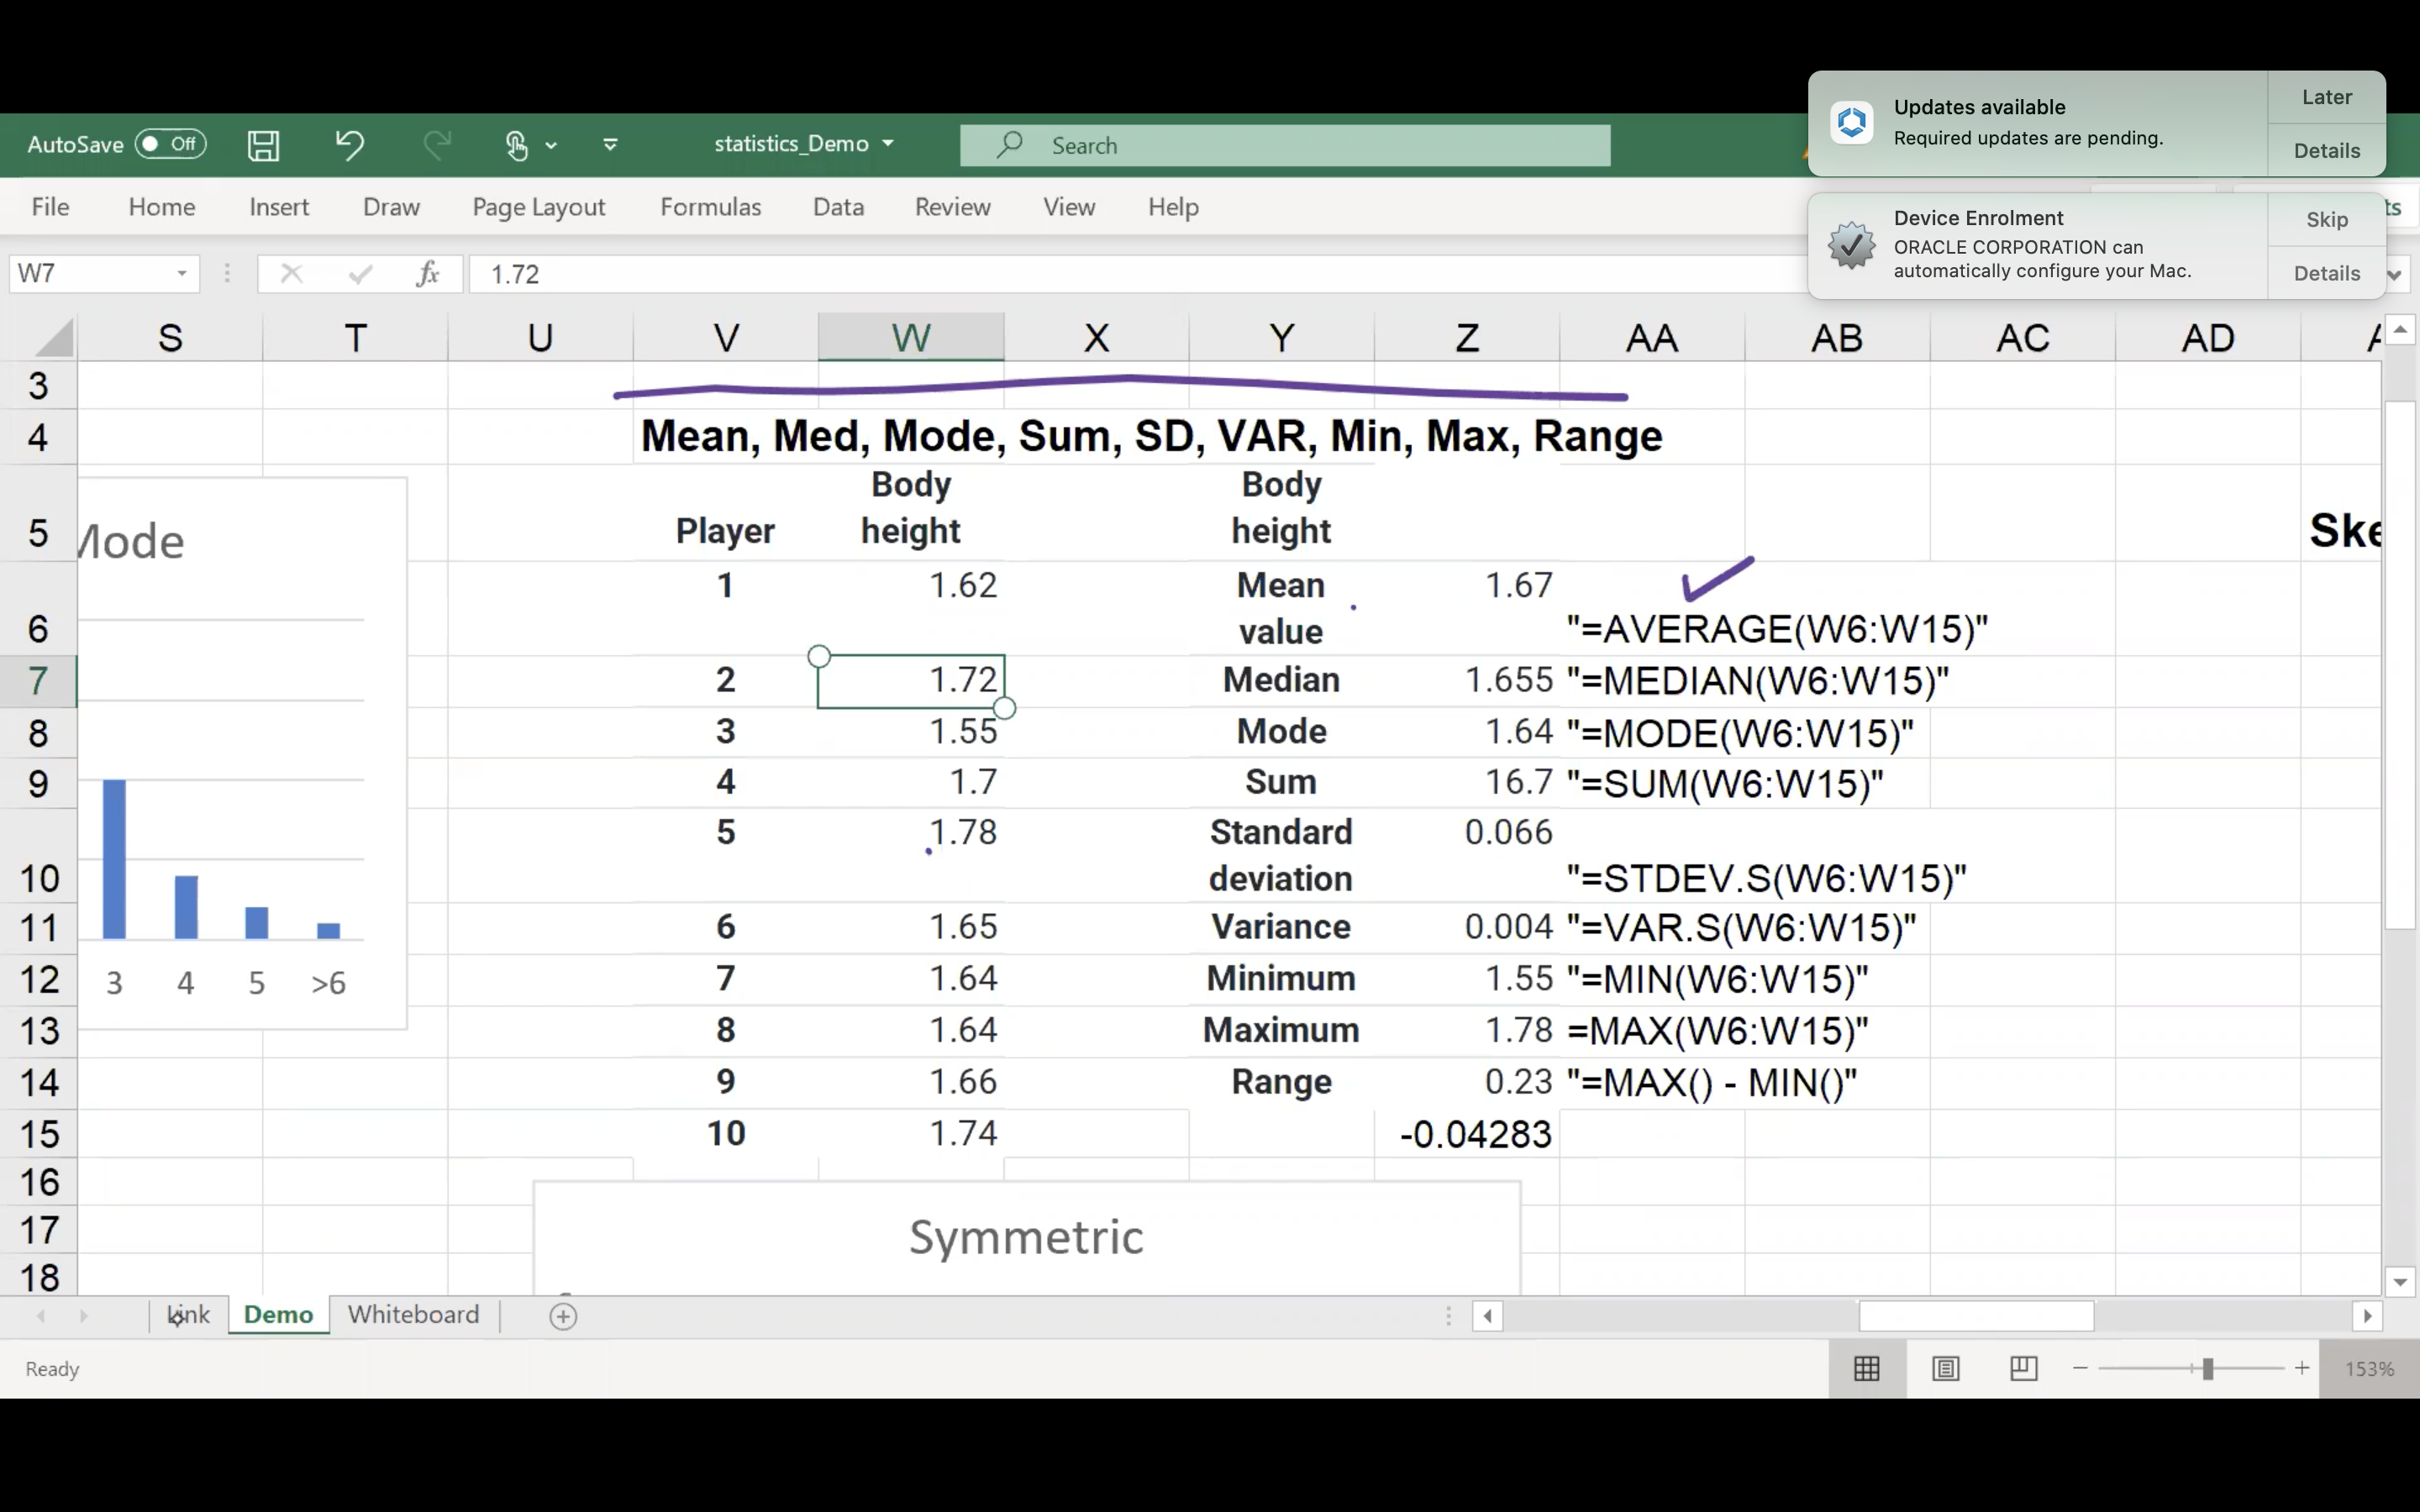 Updates available
Required updates are pending.
Later
Details
Device Enrolment
ORACLE CORPORATION can
automatically configure your Mac.
Skip
Details
AutoSave Off
statistics_Demo
Search
File Home Insert Draw Page Layout Formulas Data Review View Help ts
W7 fx 1.72
S T U V W X Y Z AA AB AC AD
3
4 Mean, Med, Mode, Sum, SD, VAR, Min, Max, Range
Body Body
5 Player height height Ske
Mode
1 1.62 Mean 1.67
6 value "=AVERAGE(W6:W15)"
7 2 1.72 Median 1.655 "=MEDIAN(W6:W15)"
8 3 1.55 Mode 1.64 "=MODE(W6:W15)"
9 4 1.7 Sum 16.7 "=SUM(W6:W15)"
5 1.78 Standard 0.066
10 deviation "=STDEV.S(W6:W15)"
11 6 1.65 Variance 0.004 "=VAR.S(W6:W15)"
12 3 4 5 >6 7 1.64 Minimum 1.55 "=MIN(W6:W15)"
13 8 1.64 Maximum 1.78 =MAX(W6:W15)"
14 9 1.66 Range 0.23 "=MAX() - MIN()"
15 10 1.74 -0.04283
16
17 Symmetric
18
Link Demo Whiteboard
Ready
153%